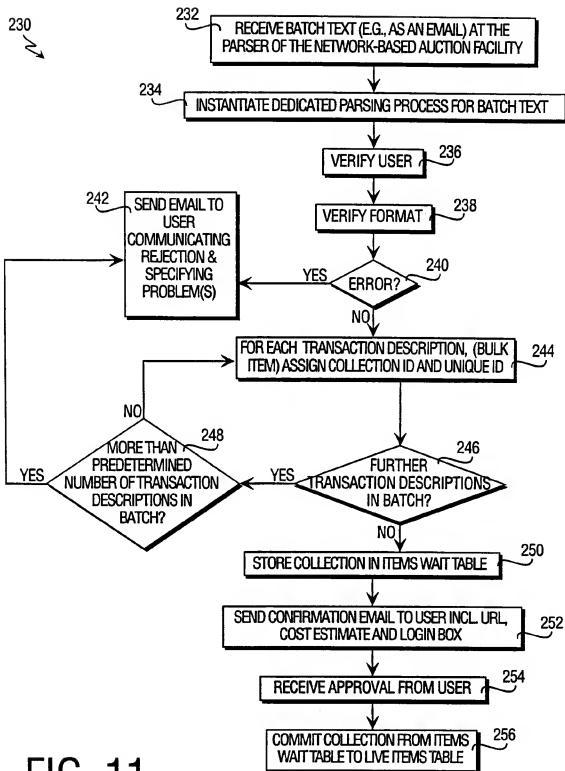 230
232
RECEIVE BATCH TEXT (E.G., AS AN EMAIL) AT THE
PARSER OF THE NETWORK-BASED AUCTION FACILITY
234
INSTANTIATE DEDICATED PARSING PROCESS FOR BATCH TEXT
VERIFY USER
236
242
SEND EMAIL TO
USER
COMMUNICATING
REJECTION &
SPECIFYING
PROBLEM(S)
VERIFY FORMAT
238
YES
ERROR?
240
NO
FOR EACH TRANSACTION DESCRIPTION, (BULK
ITEM) ASSIGN COLLECTION ID AND UNIQUE ID
244
NO
248
MORE THAN
PREDETERMINED
NUMBER OF TRANSACTION
DESCRIPTIONS IN
BATCH?
YES
YES
246
FURTHER
TRANSACTION DESCRIPTIONS
IN BATCH?
NO
STORE COLLECTION IN ITEMS WAIT TABLE
250
SEND CONFIRMATION EMAIL TO USER INCL. URL,
COST ESTIMATE AND LOGIN BOX
252
RECEIVE APPROVAL FROM USER
254
COMMIT COLLECTION FROM ITEMS
WAIT TABLE TO LIVE ITEMS TABLE
256
FIG. 11